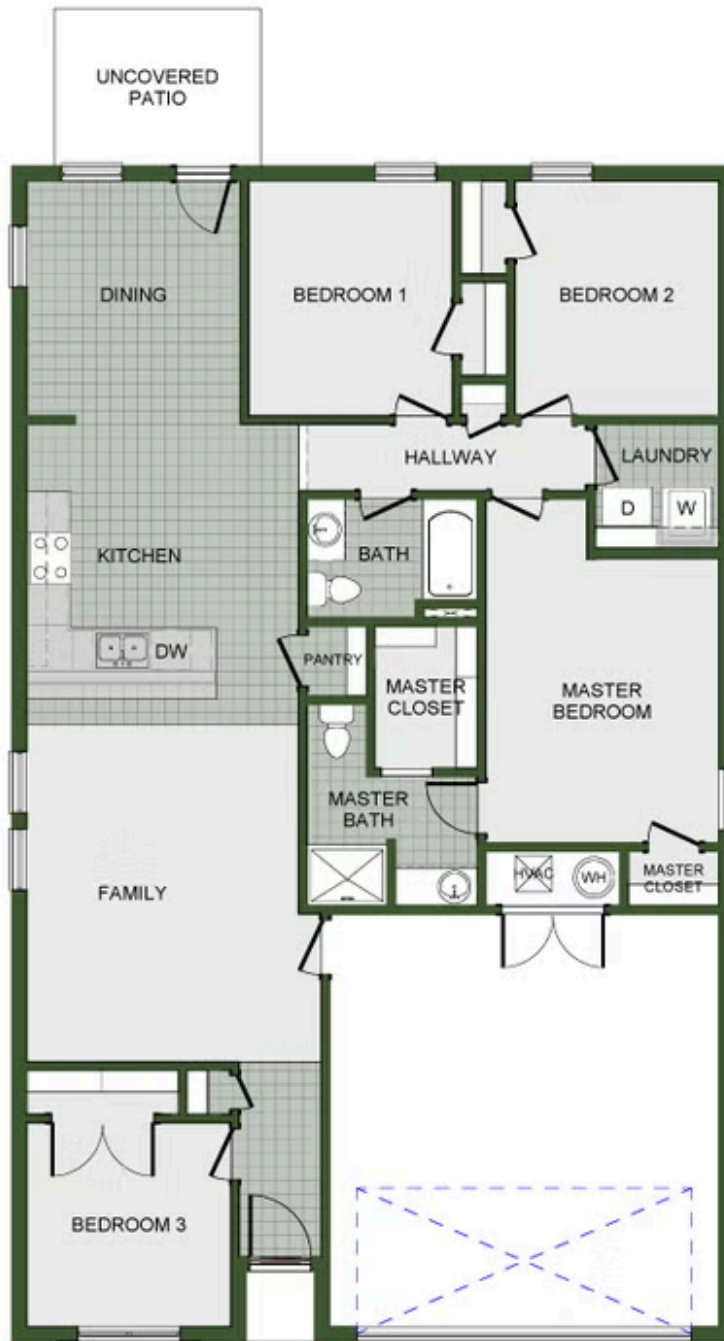 UNCOVERED
PATIO
DINING
BEDROOM 1
BEDROOM 2
HALLWAY
LAUNDRY
D
W
KITCHEN
BATH
DW
PANTRY
MASTER
CLOSET
MASTER
BEDROOM
MASTER
BATH
HVAC
WH
MASTER
CLOSET
FAMILY
BEDROOM 3